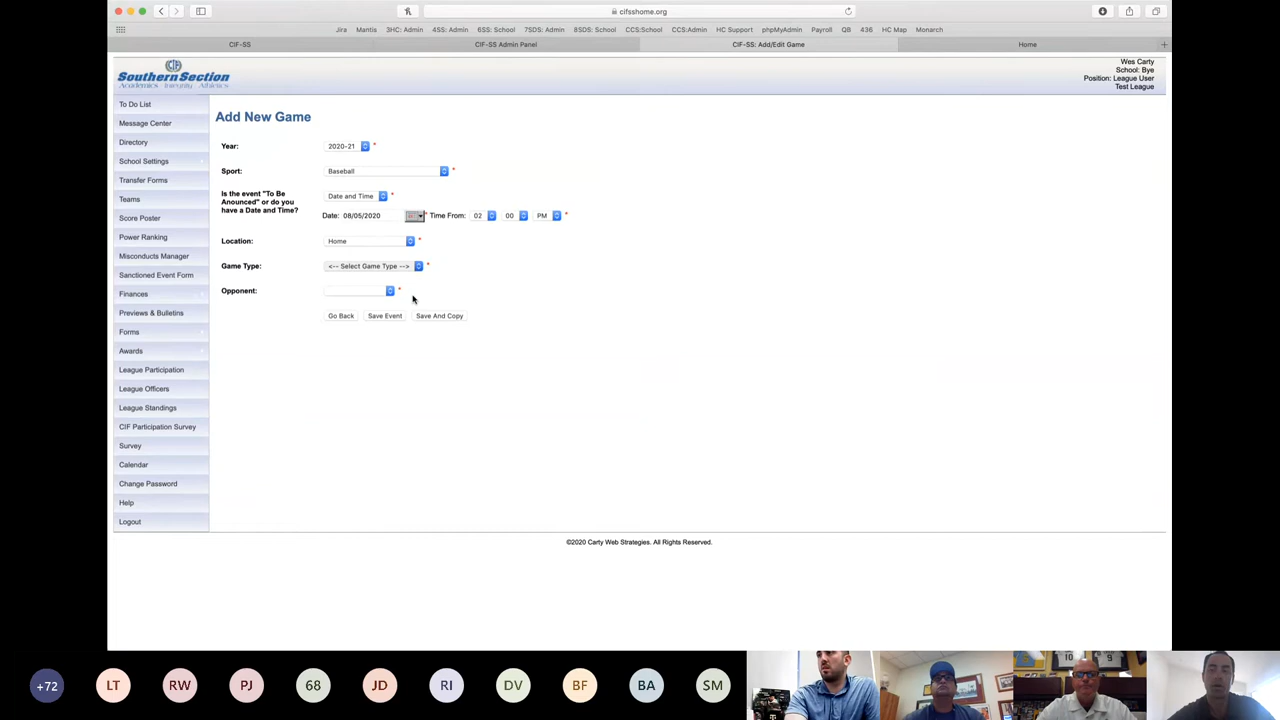 cifsshome.org
Jira Mantis 3HC: Admin 4SS: Admin 6SS: School 7SDS: Admin 8SDS: School CCS:School CCS:Admin HC Support phpMyAdmin Payroll QB 436 HC Map Monarch
CIF-SS CIF-SS Admin Panel CIF-SS: Add/Edit Game Home
CIF
Southern Section
Academics Integrity Athletics
Wes Carty
School: Bye
Position: League User
Test League
To Do List
Message Center
Directory
School Settings
Transfer Forms
Teams
Score Poster
Power Ranking
Misconducts Manager
Sanctioned Event Form
Finances
Previews & Bulletins
Forms
Awards
League Participation
League Officers
League Standings
CIF Participation Survey
Survey
Calendar
Change Password
Help
Logout
Add New Game
Year: 2020-21 *
Sport: Baseball *
Is the event "To Be
Anounced" or do you
have a Date and Time? Date and Time *
Date: 08/05/2020 * Time From: 02 00 PM *
Location: Home *
Game Type: <-- Select Game Type --> *
Opponent: *
Go Back Save Event Save And Copy
©2020 Carty Web Strategies. All Rights Reserved.
+72 LT RW PJ 68 JD RI DV BF BA SM
10 9